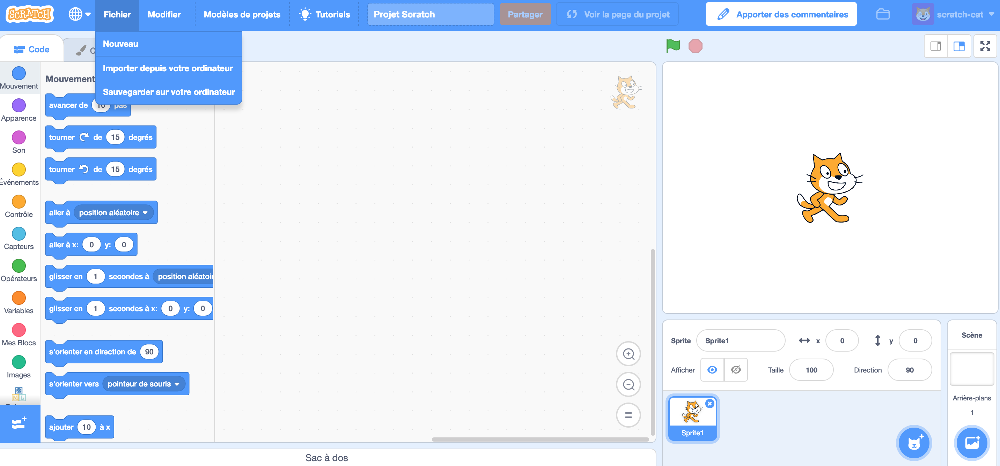 SCRATCH
Fichier
Modifier
Modèles de projets
Tutoriels
Projet Scratch
Partager
Voir la page du projet
Apporter des commentaires
scratch-cat
Nouveau
Importer depuis votre ordinateur
Sauvegarder sur votre ordinateur
Code
C
Mouvement
Apparence
Son
Événements
Contrôle
Capteurs
Opérateurs
Variables
Mes Blocs
Images
ML
Mouvement
avancer de 10 pas
tourner de 15 degrés
tourner de 15 degrés
aller à position aléatoire
aller à x: 0 y: 0
glisser en 1 secondes à position aléatoir
glisser en 1 secondes à x: 0 y: 0
s'orienter en direction de 90
s'orienter vers pointeur de souris
ajouter 10 à x
Sac à dos
Sprite Sprite1 x 0 y 0
Afficher Taille 100 Direction 90
Sprite1
Scène
Arrière-plans
1